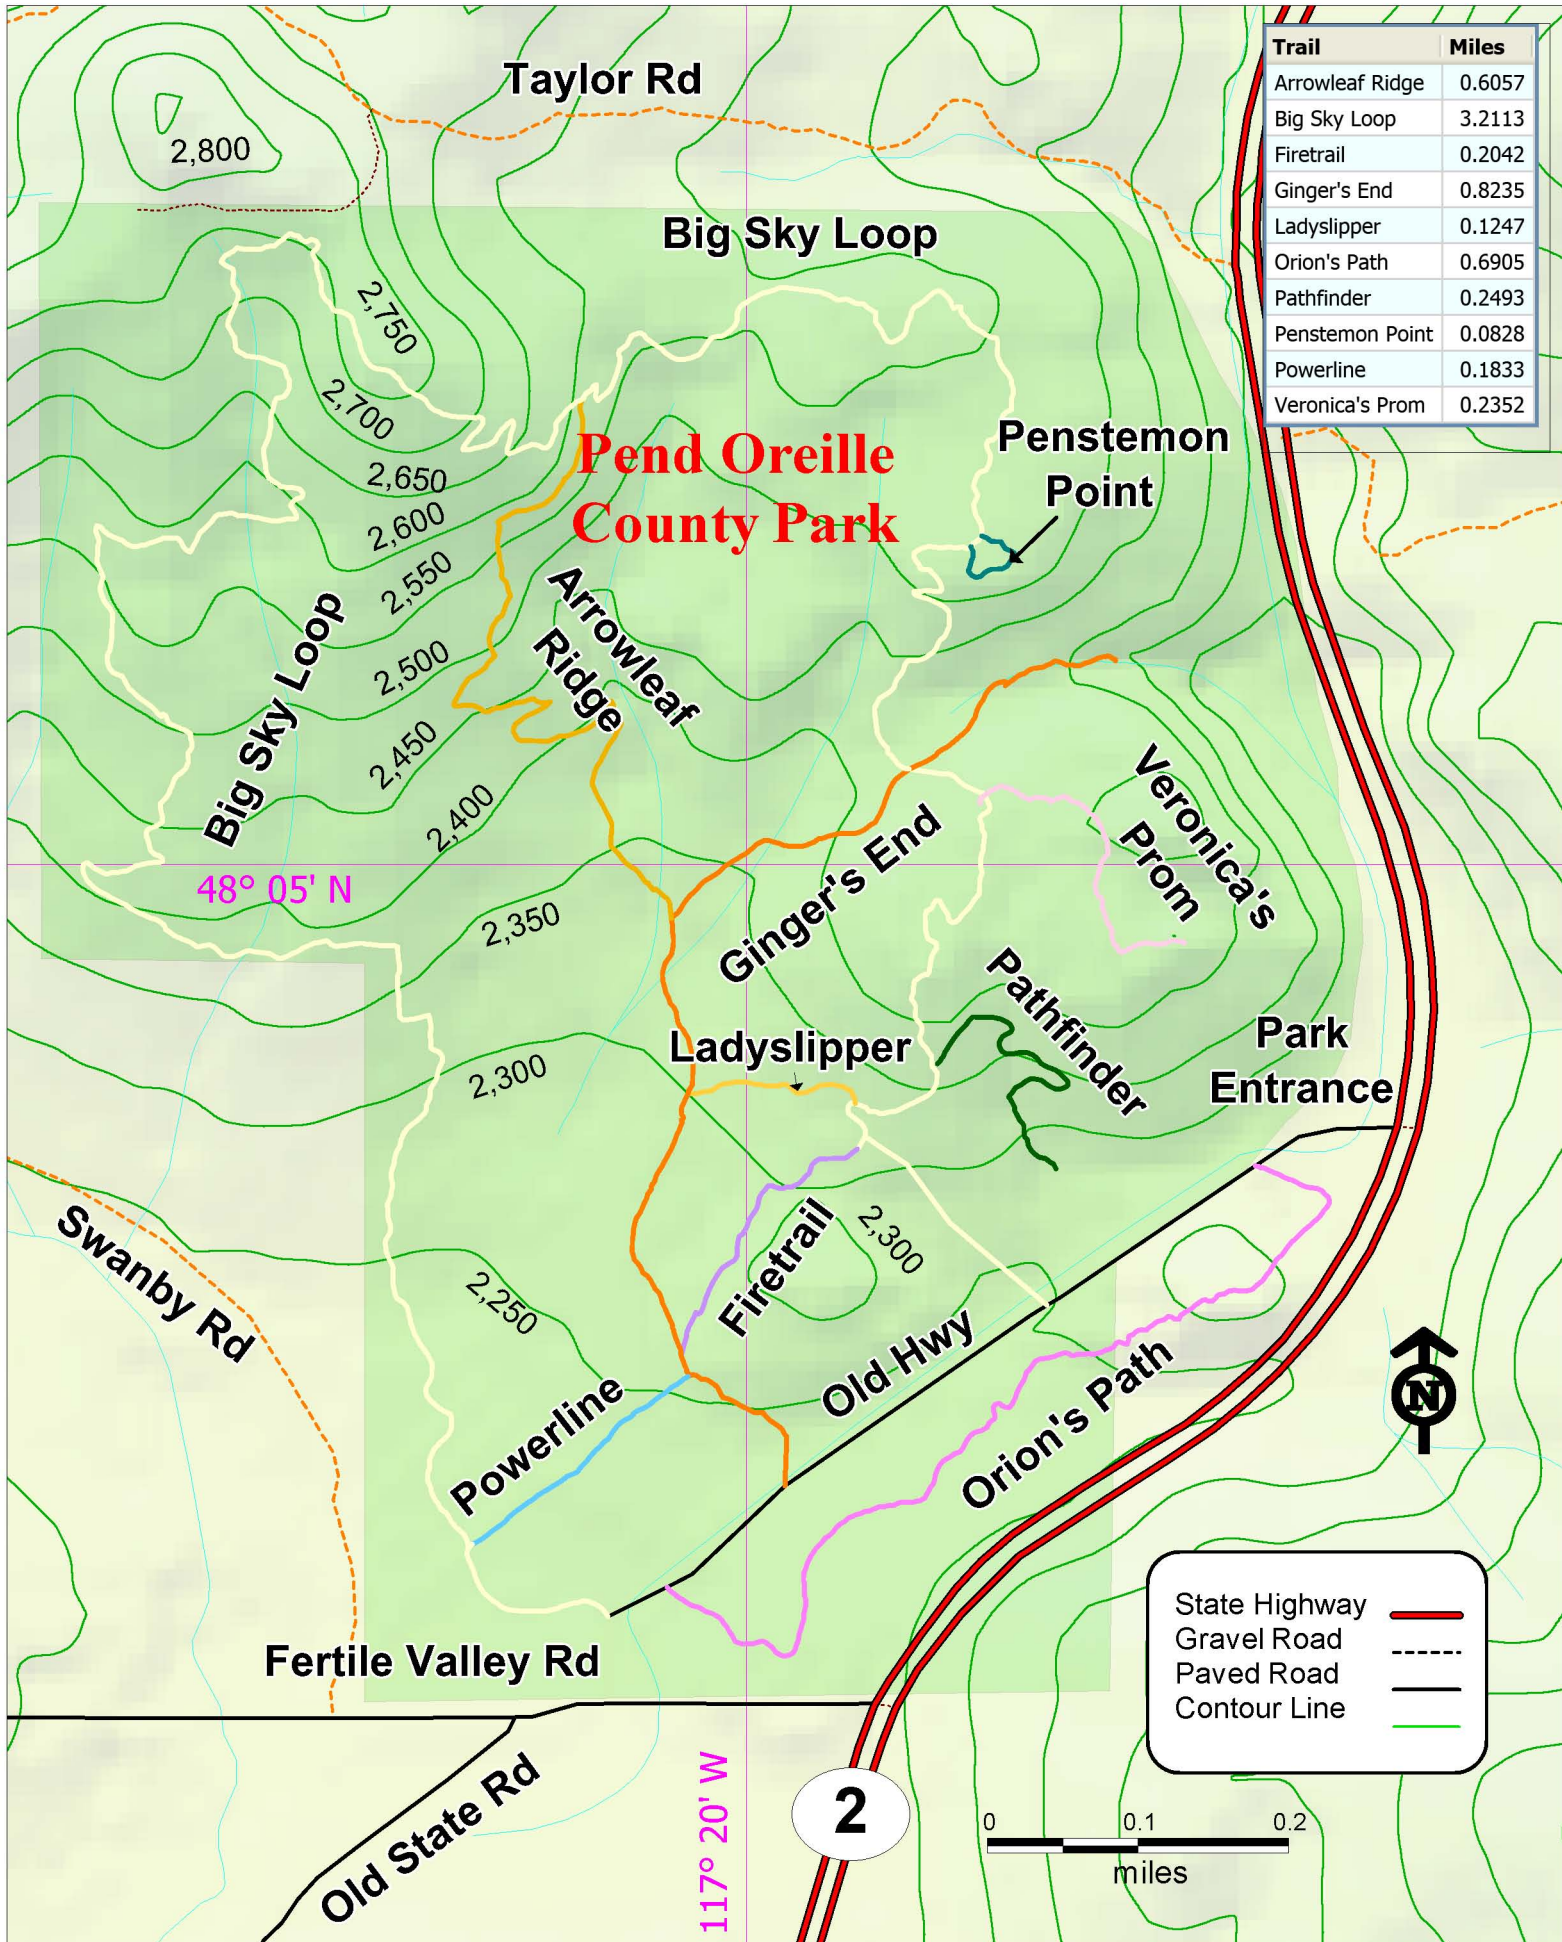 Trail Miles
Arrowleaf Ridge 0.6057
Big Sky Loop 3.2113
Firetrail 0.2042
Ginger's End 0.8235
Ladyslipper 0.1247
Orion's Path 0.6905
Pathfinder 0.2493
Penstemon Point 0.0828
Powerline 0.1833
Veronica's Prom 0.2352
Taylor Rd
2,800
Big Sky Loop
2,750
2,700
2,650
2,600
2,550
2,500
2,450
2,400
2,350
2,300
2,250
Pend Oreille
County Park
Penstemon
Point
Arrowleaf
Ridge
Big Sky Loop
48° 05' N
Veronica's
Prom
Ginger's End
Pathfinder
Ladyslipper
Park
Entrance
Firetrail
2,300
Swanby Rd
Old Hwy
Powerline
Orion's Path
N
Fertile Valley Rd
Old State Rd
117° 20' W
2
State Highway
Gravel Road
Paved Road
Contour Line
0 0.1 0.2
miles